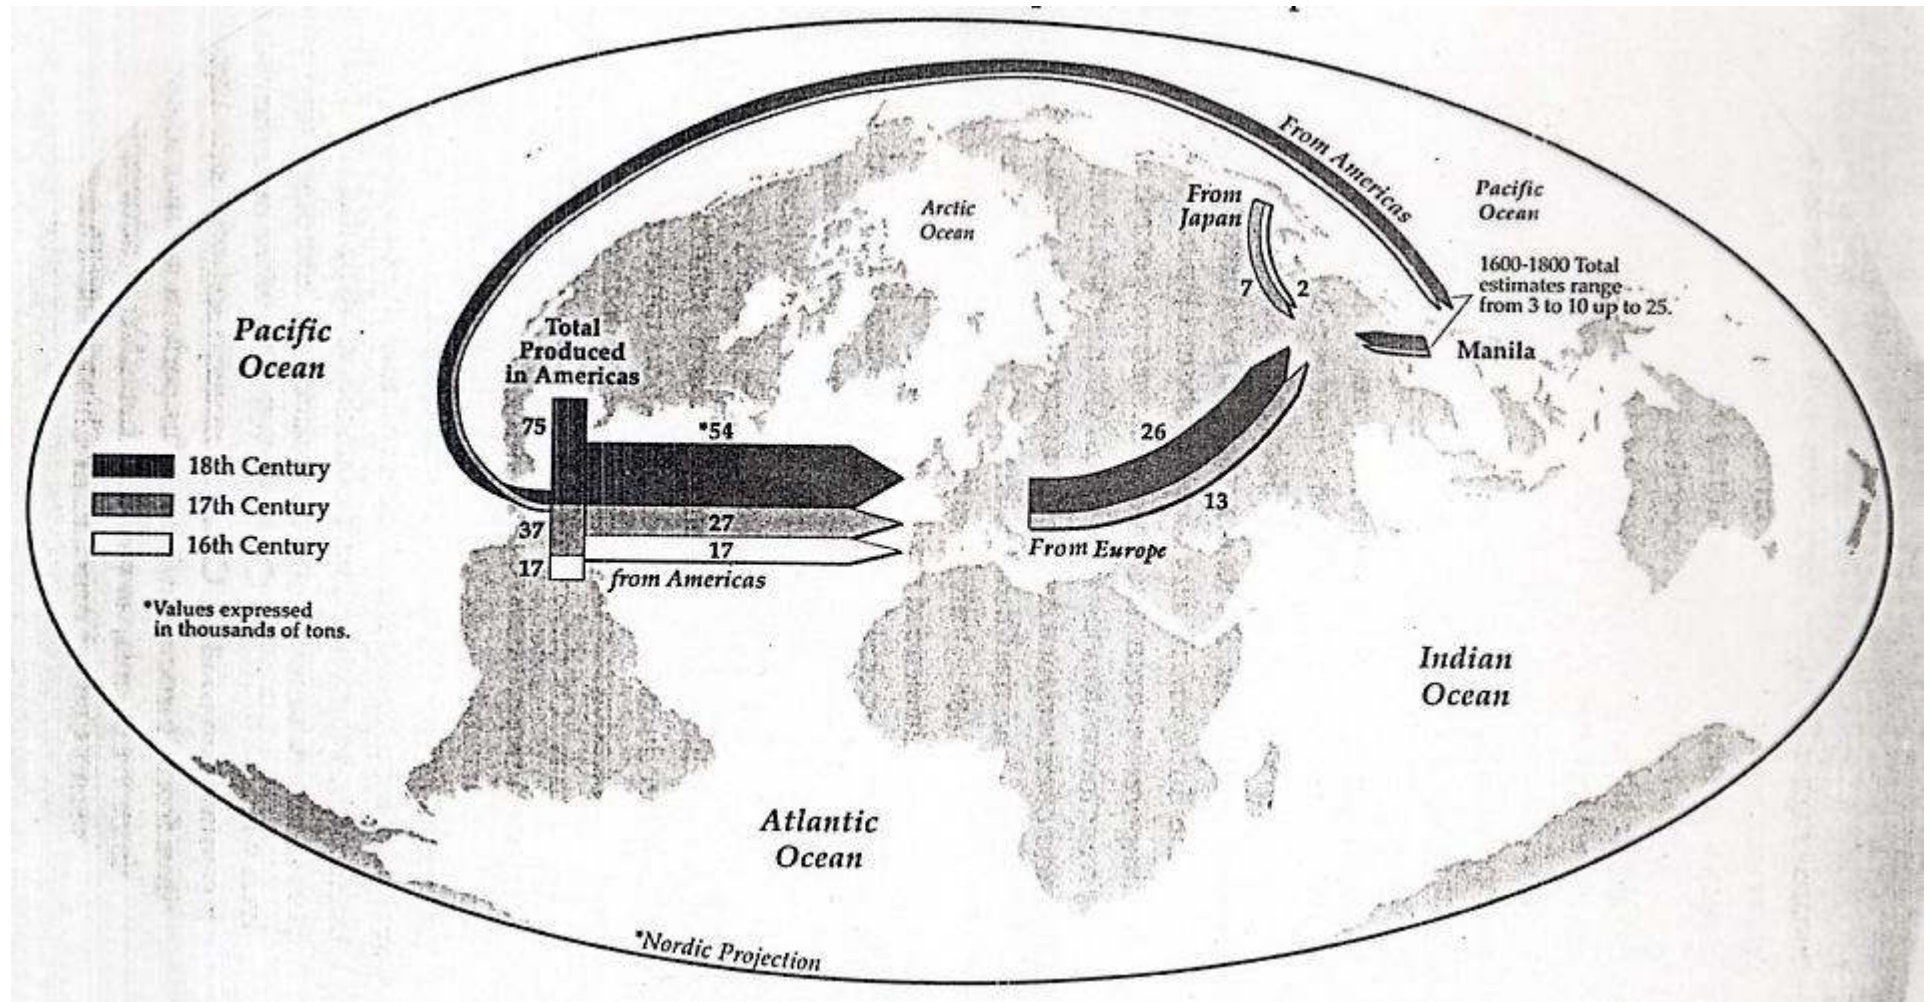 From Americas
Pacific
Ocean
From
Japan
Arctic
Ocean
7
2
1600-1800 Total
estimates range
from 3 to 10 up to 25.
Manila
Pacific
Ocean
Total
Produced
in Americas
75
*54
26
18th Century
17th Century
16th Century
37
27
17
17
13
From Europe
from Americas
*Values expressed
in thousands of tons.
Indian
Ocean
Atlantic
Ocean
*Nordic Projection